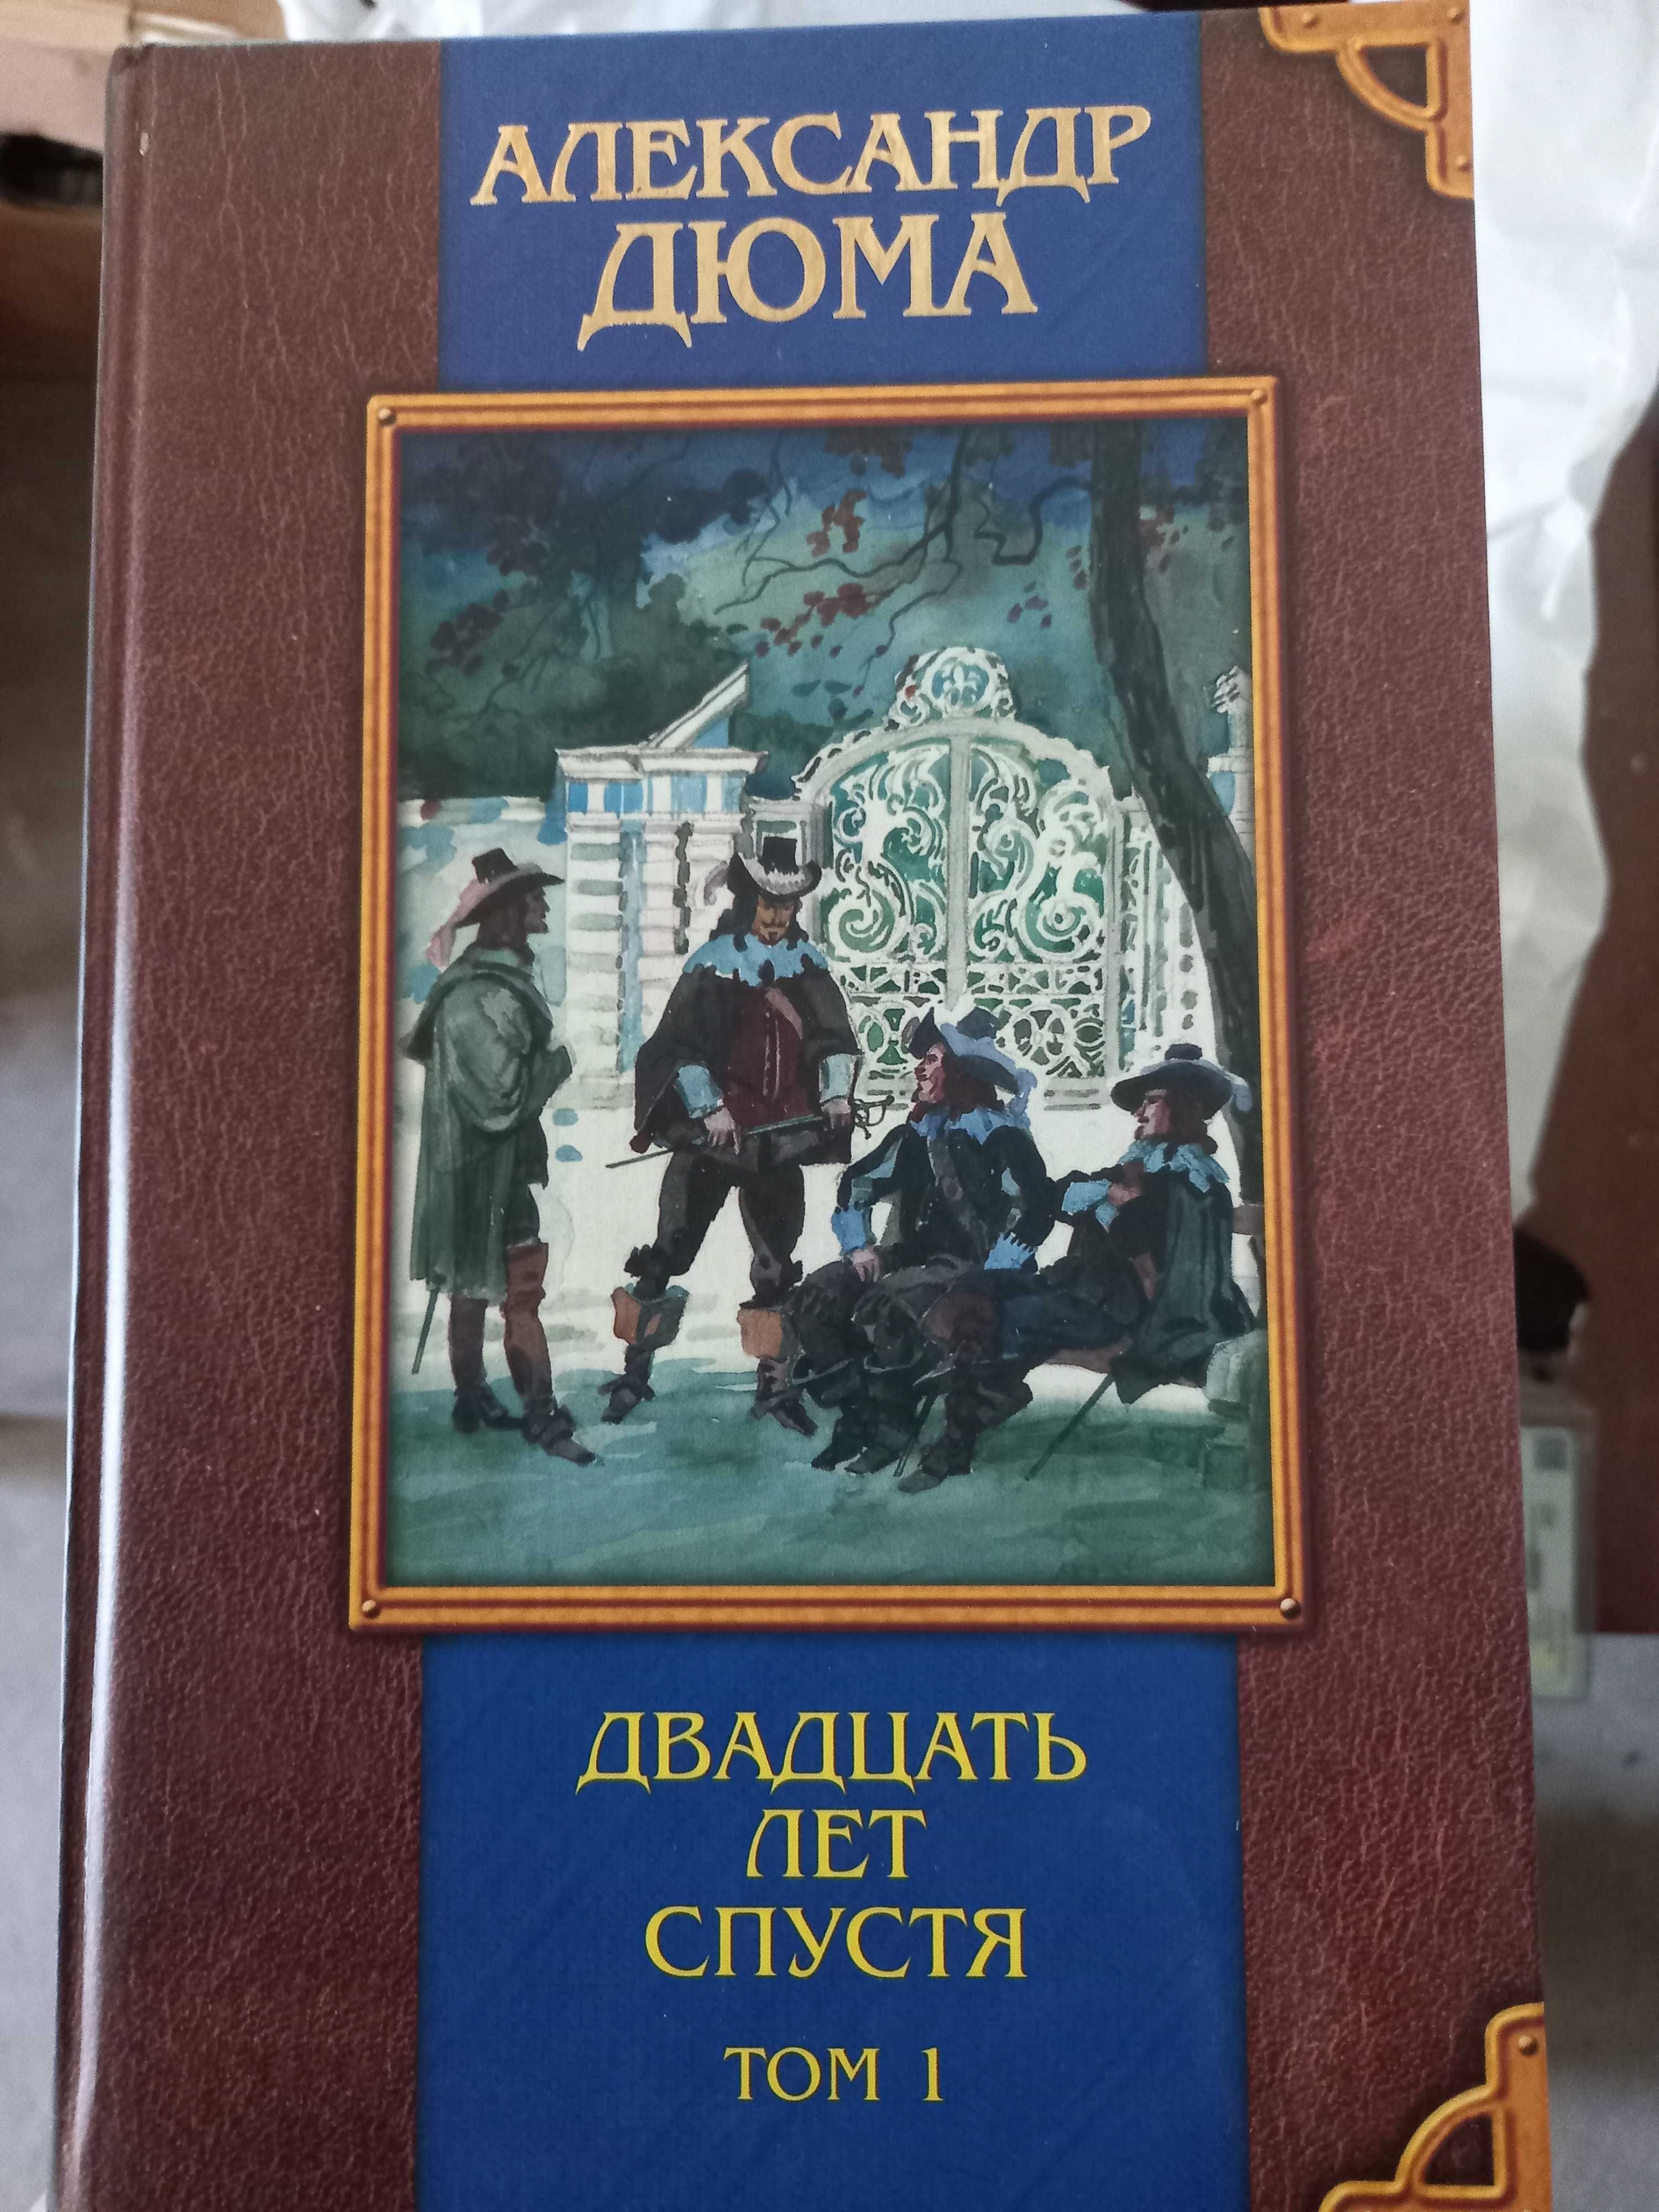 АЛЕКСАНДР
ДЮМА
ДВАДЦАТЬ
ЛЕТ
СПУСТЯ
ТОМ 1